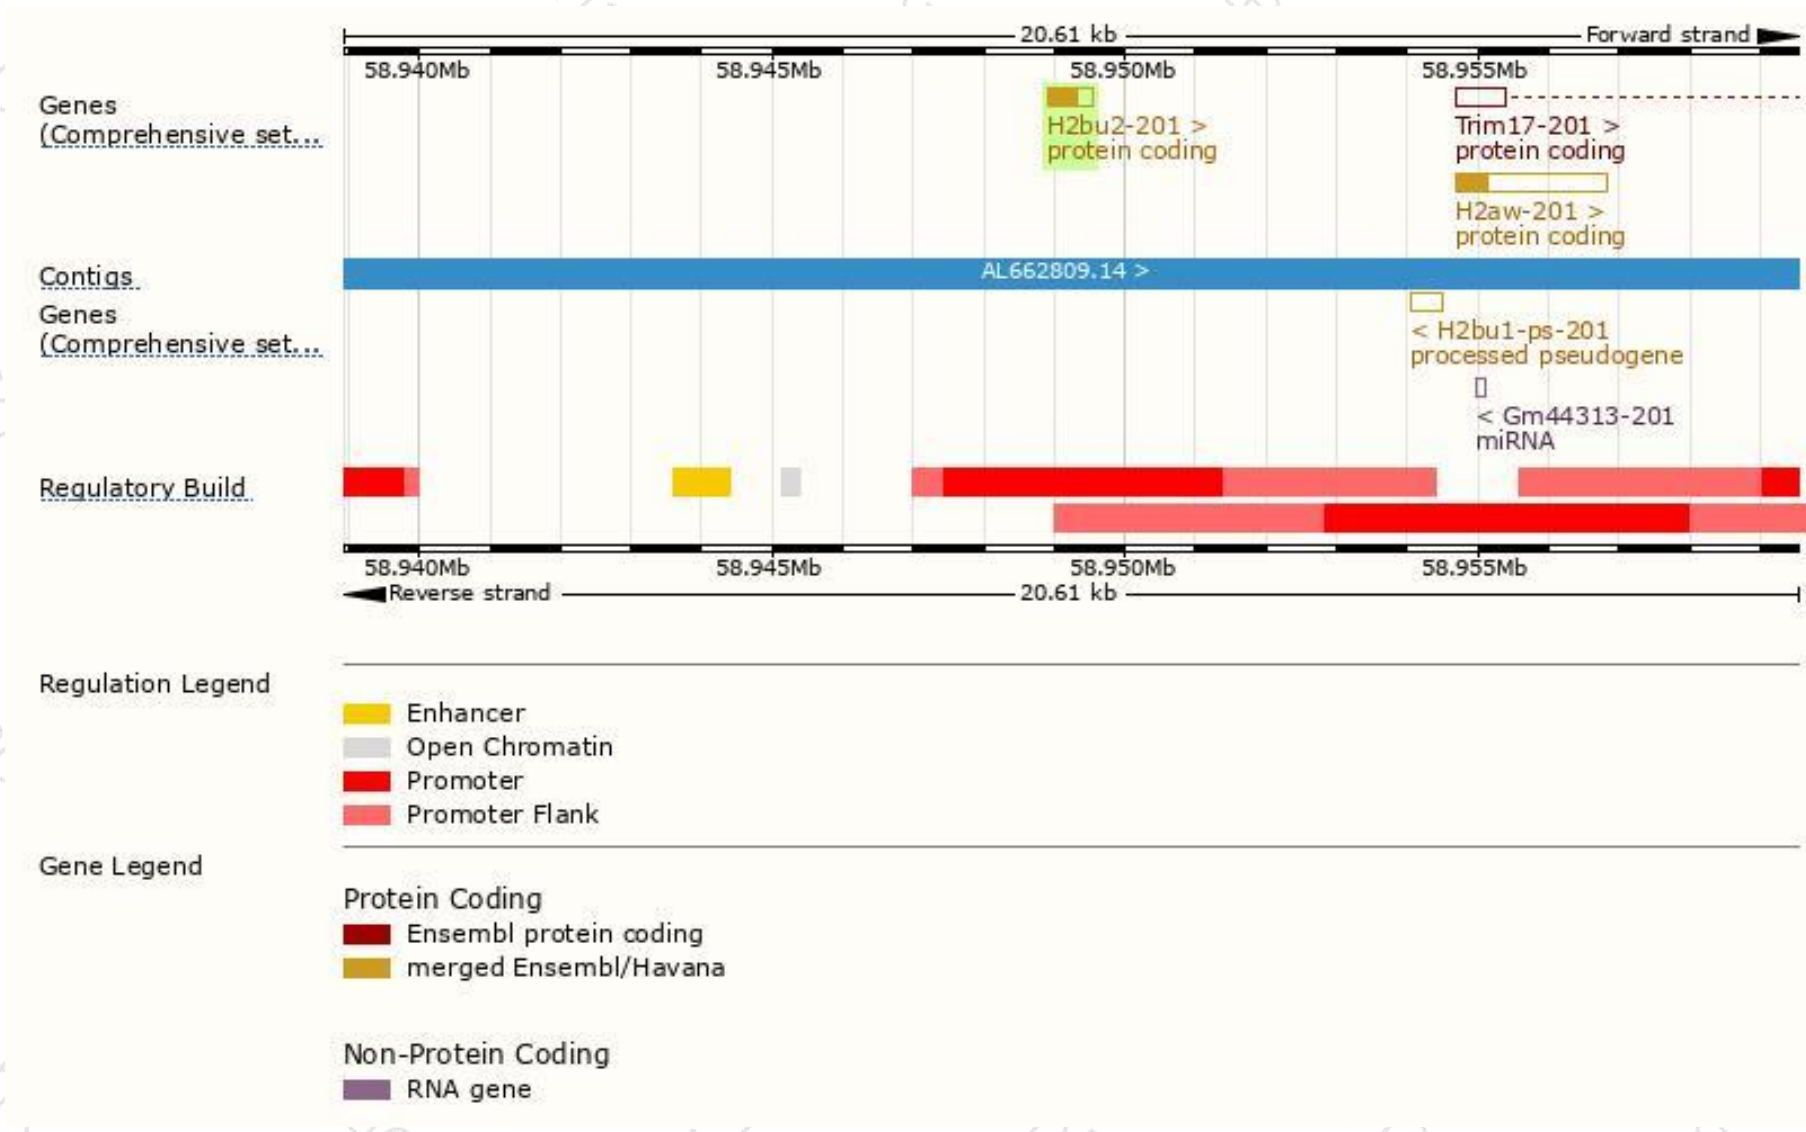 20.61 kb Forward strand
58.940Mb 58.945Mb 58.950Mb 58.955Mb
Genes
(Comprehensive set...
H2bu2-201 >
protein coding
Trim17-201 >
protein coding
H2aw-201 >
protein coding
Contigs AL662809.14 >
Genes
(Comprehensive set...
< H2bu1-ps-201
processed pseudogene
< Gm44313-201
miRNA
Regulatory Build
58.940Mb 58.945Mb 58.950Mb 58.955Mb
Reverse strand 20.61 kb
Regulation Legend
Enhancer
Open Chromatin
Promoter
Promoter Flank
Gene Legend
Protein Coding
Ensembl protein coding
merged Ensembl/Havana
Non-Protein Coding
RNA gene